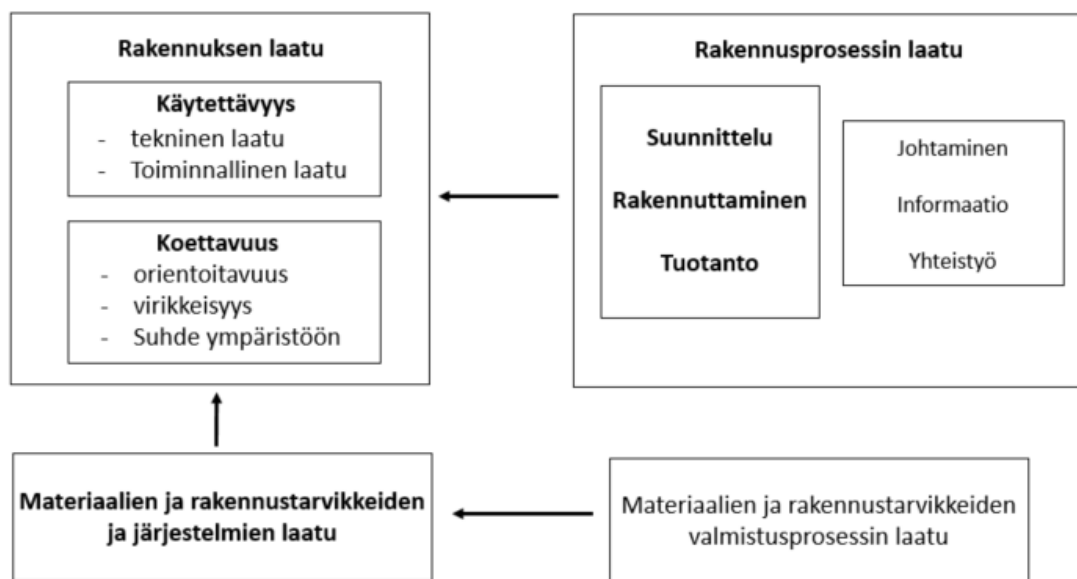 Rakennuksen laatu
Käytettävyys
- tekninen laatu
- Toiminnallinen laatu
Koettavuus
- orientoitavuus
- virikkeisyys
- Suhde ympäristöön
Rakennusprosessin laatu
Suunnittelu
Rakennuttaminen
Tuotanto
Johtaminen
Informaatio
Yhteistyö
Materiaalien ja rakennustarvikkeiden
ja järjestelmien laatu
Materiaalien ja rakennustarvikkeiden
valmistusprosessin laatu